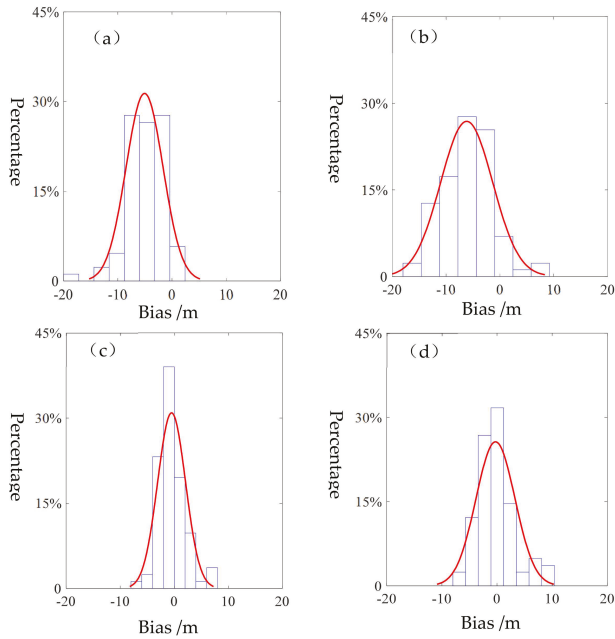 45%
30%
15%
0
Percentage
（a）
-20 -10 0 10 20
Bias /m
45%
30%
15%
0
Percentage
（b）
-20 -10 0 10 20
Bias /m
45%
30%
15%
0
Percentage
（c）
-20 -10 0 10 20
Bias /m
45%
30%
15%
0
Percentage
（d）
-20 -10 0 10 20
Bias /m